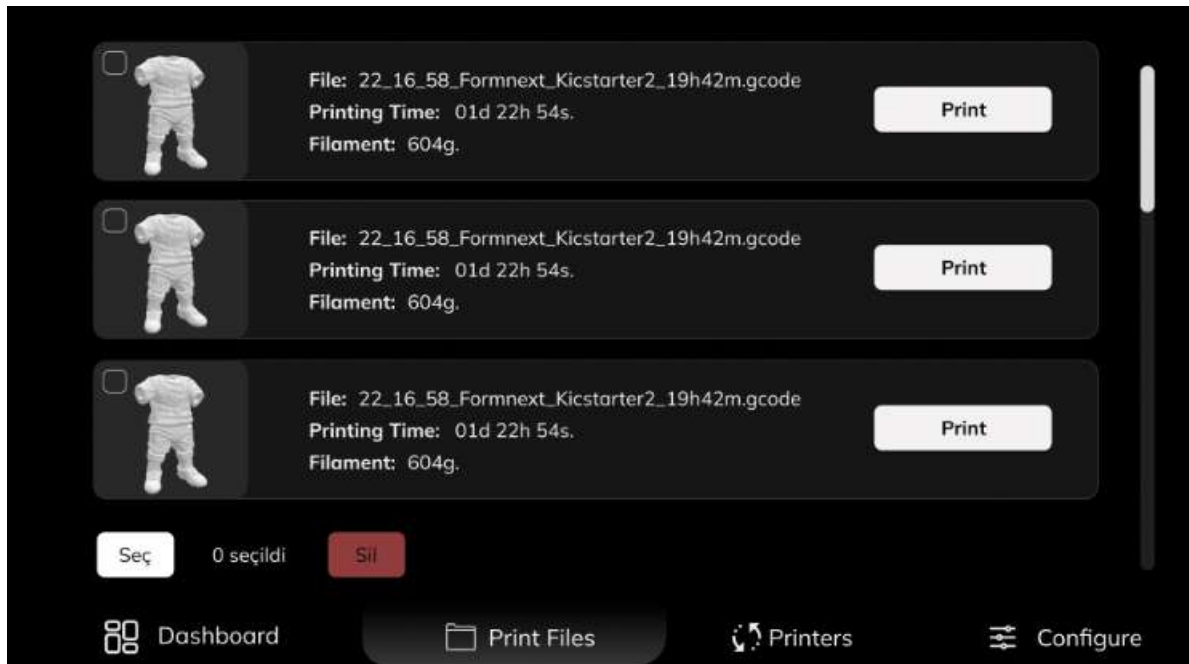 File: 22_16_58_Formnext_Kicstarter2_19h42m.gcode
Printing Time: 01d 22h 54s.
Filament: 604g.
Print
File: 22_16_58_Formnext_Kicstarter2_19h42m.gcode
Printing Time: 01d 22h 54s.
Filament: 604g.
Print
File: 22_16_58_Formnext_Kicstarter2_19h42m.gcode
Printing Time: 01d 22h 54s.
Filament: 604g.
Print
Seç 0 seçildi Sil
Dashboard Print Files Printers Configure